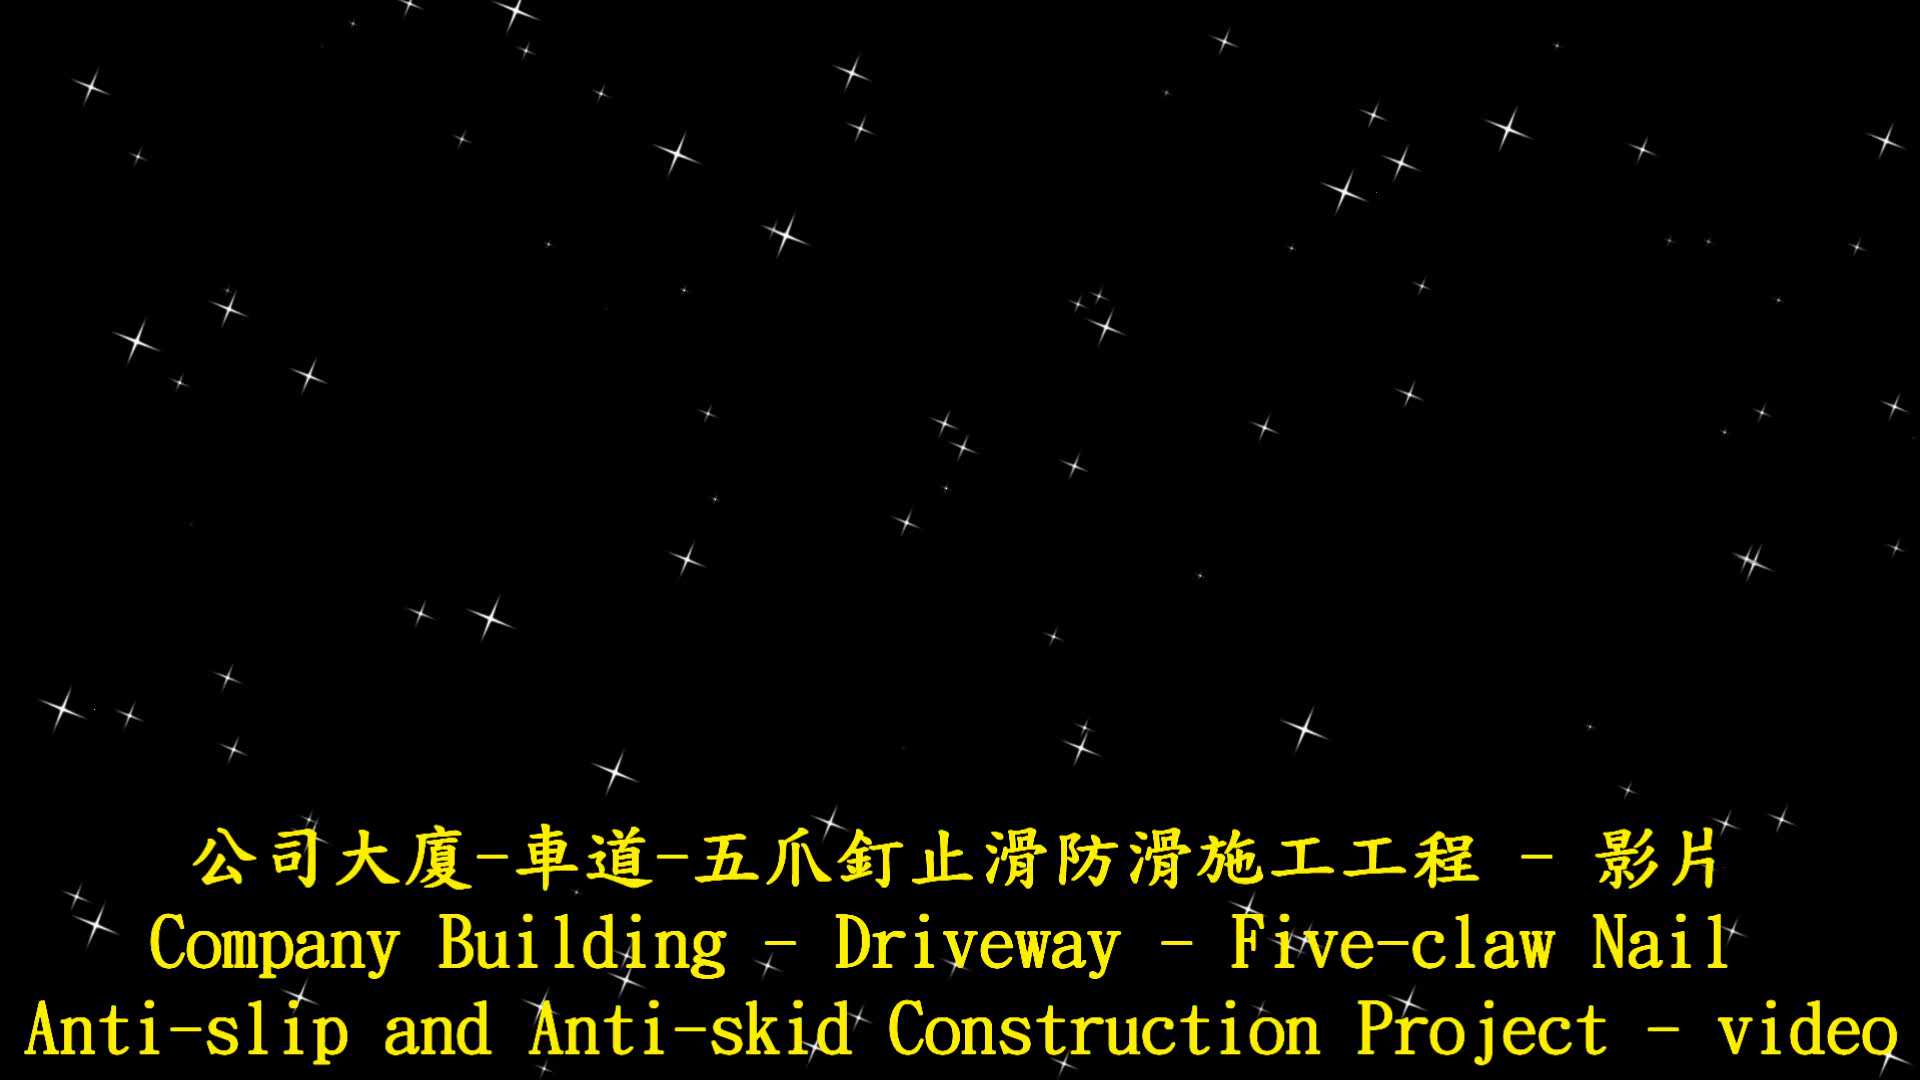 公司大廈-車道-五爪釘止滑防滑施工工程 - 影片
Company Building - Driveway - Five-claw Nail
Anti-slip and Anti-skid Construction Project - video